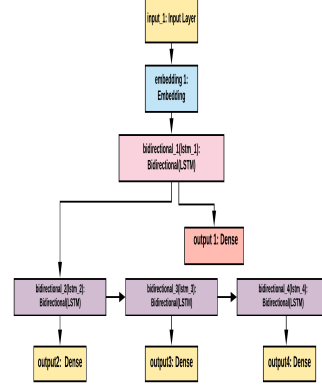 input_1: Input Layer
embedding 1:
Embedding
bidirectional_1(lstm_1):
Bidirectional(LSTM)
output 1: Dense
bidirectional_2(lstm_2):
Bidirectional(LSTM)
bidirectional_3(lstm_3):
Bidirectional(LSTM)
bidirectional_4(lstm_4):
Bidirectional(LSTM)
output2: Dense
output3: Dense
output4: Dense